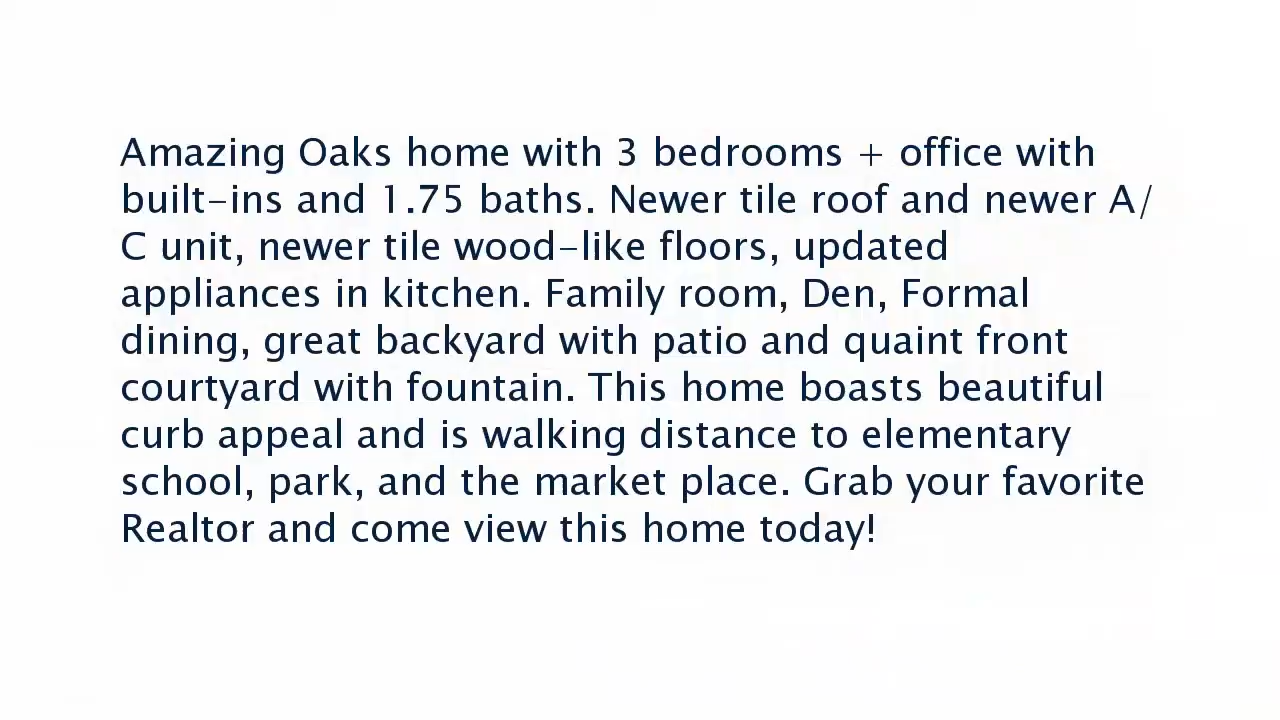 Amazing Oaks home with 3 bedrooms + office with
built-ins and 1.75 baths. Newer tile roof and newer A/
C unit, newer tile wood-like floors, updated
appliances in kitchen. Family room, Den, Formal
dining, great backyard with patio and quaint front
courtyard with fountain. This home boasts beautiful
curb appeal and is walking distance to elementary
school, park, and the market place. Grab your favorite
Realtor and come view this home today!